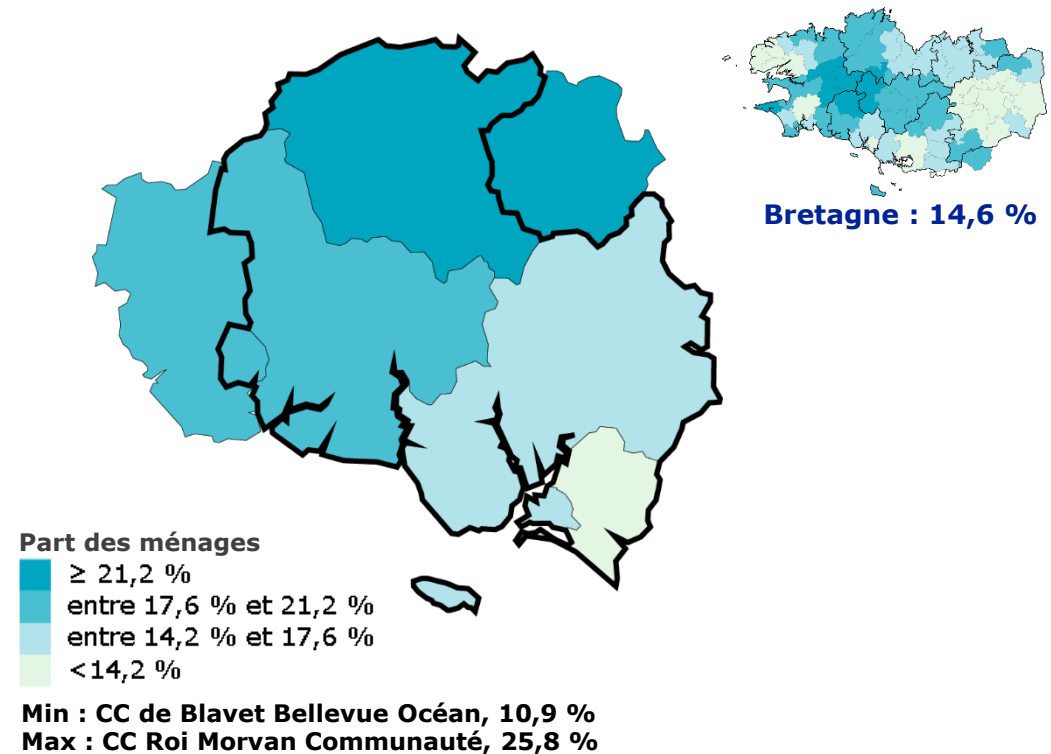 Bretagne : 14,6 %
Part des ménages
≥ 21,2 %
entre 17,6 % et 21,2 %
entre 14,2 % et 17,6 %
<14,2 %
Min : CC de Blavet Bellevue Océan, 10,9 %
Max : CC Roi Morvan Communauté, 25,8 %